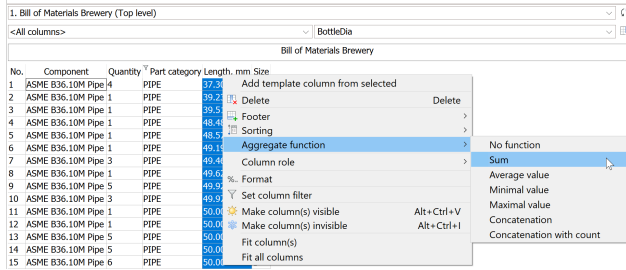 1. Bill of Materials Brewery (Top level)
<All columns> BottleDia
Bill of Materials Brewery
No. Component Quantity Part category Length, mm Size
1 ASME B36.10M Pipe 4 PIPE 37.30
2 ASME B36.10M Pipe 1 PIPE 39.23
3 ASME B36.10M Pipe 1 PIPE 39.51
4 ASME B36.10M Pipe 1 PIPE 48.48
5 ASME B36.10M Pipe 1 PIPE 48.57
6 ASME B36.10M Pipe 1 PIPE 49.19
7 ASME B36.10M Pipe 3 PIPE 49.46
8 ASME B36.10M Pipe 1 PIPE 49.62
9 ASME B36.10M Pipe 5 PIPE 49.92
10 ASME B36.10M Pipe 3 PIPE 49.97
11 ASME B36.10M Pipe 1 PIPE 50.00
12 ASME B36.10M Pipe 1 PIPE 50.00
13 ASME B36.10M Pipe 5 PIPE 50.00
14 ASME B36.10M Pipe 5 PIPE 50.00
15 ASME B36.10M Pipe 6 PIPE 50.00
Add template column from selected
Delete Delete
Footer
Sorting
Aggregate function
Column role
%.. Format
Set column filter
Make column(s) visible Alt+Ctrl+V
Make column(s) invisible Alt+Ctrl+I
Fit column(s)
Fit all columns
No function
Sum
Average value
Minimal value
Maximal value
Concatenation
Concatenation with count